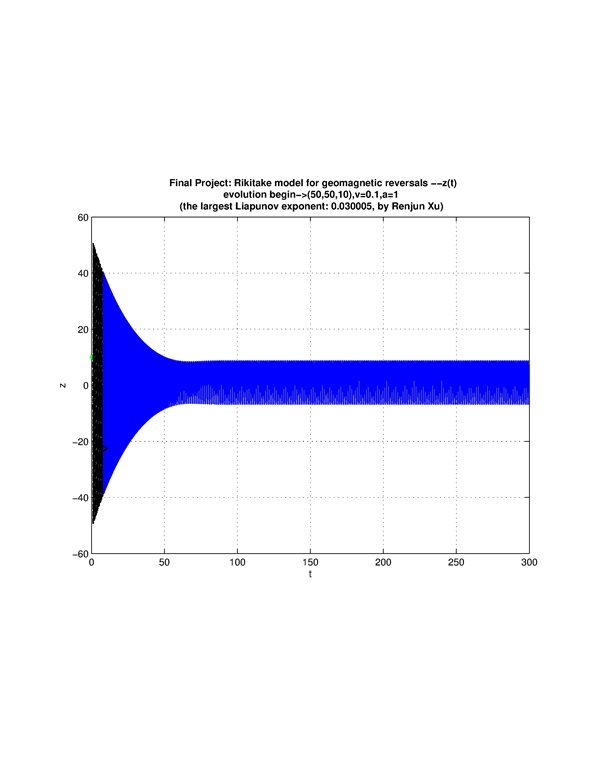 Final Project: Rikitake model for geomagnetic reversals −−z(t)
evolution begin−>(50,50,10),v=0.1,a=1
(the largest Liapunov exponent: 0.030005, by Renjun Xu)
60
40
20
0
−20
−40
−60
z
0 50 100 150 200 250 300
t